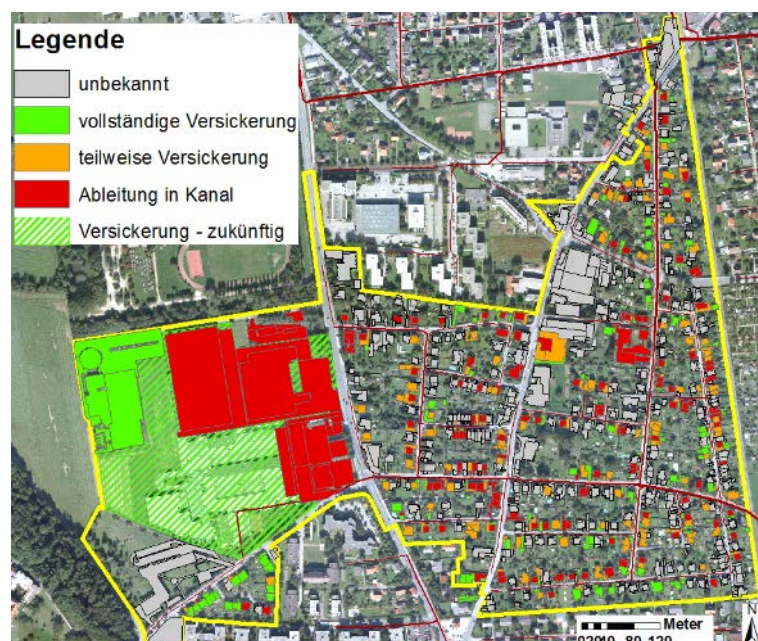 Legende
unbekannt
vollständige Versickerung
teilweise Versickerung
Ableitung in Kanal
Versickerung - zukünftig
Meter
N